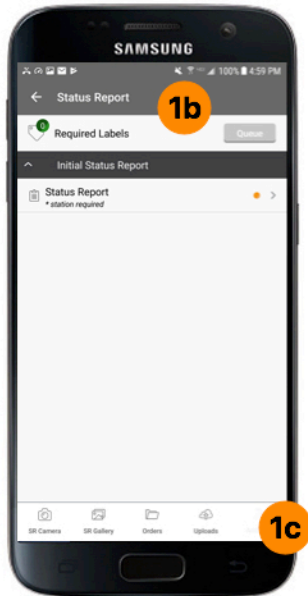 SAMSUNG
100% 4:59 PM
Status Report
1b
0
Required Labels
Queue
Initial Status Report
Status Report
* station required
SR Camera
SR Gallery
Orders
Uploads
1c